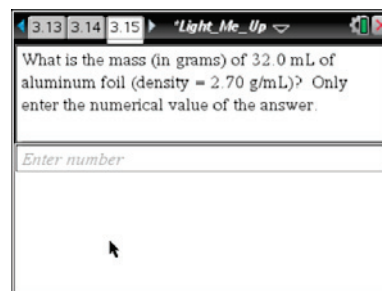 3.13 3.14 3.15 *Light_Me_Up
What is the mass (in grams) of 32.0 mL of
aluminum foil (density = 2.70 g/mL)? Only
enter the numerical value of the answer.
Enter number